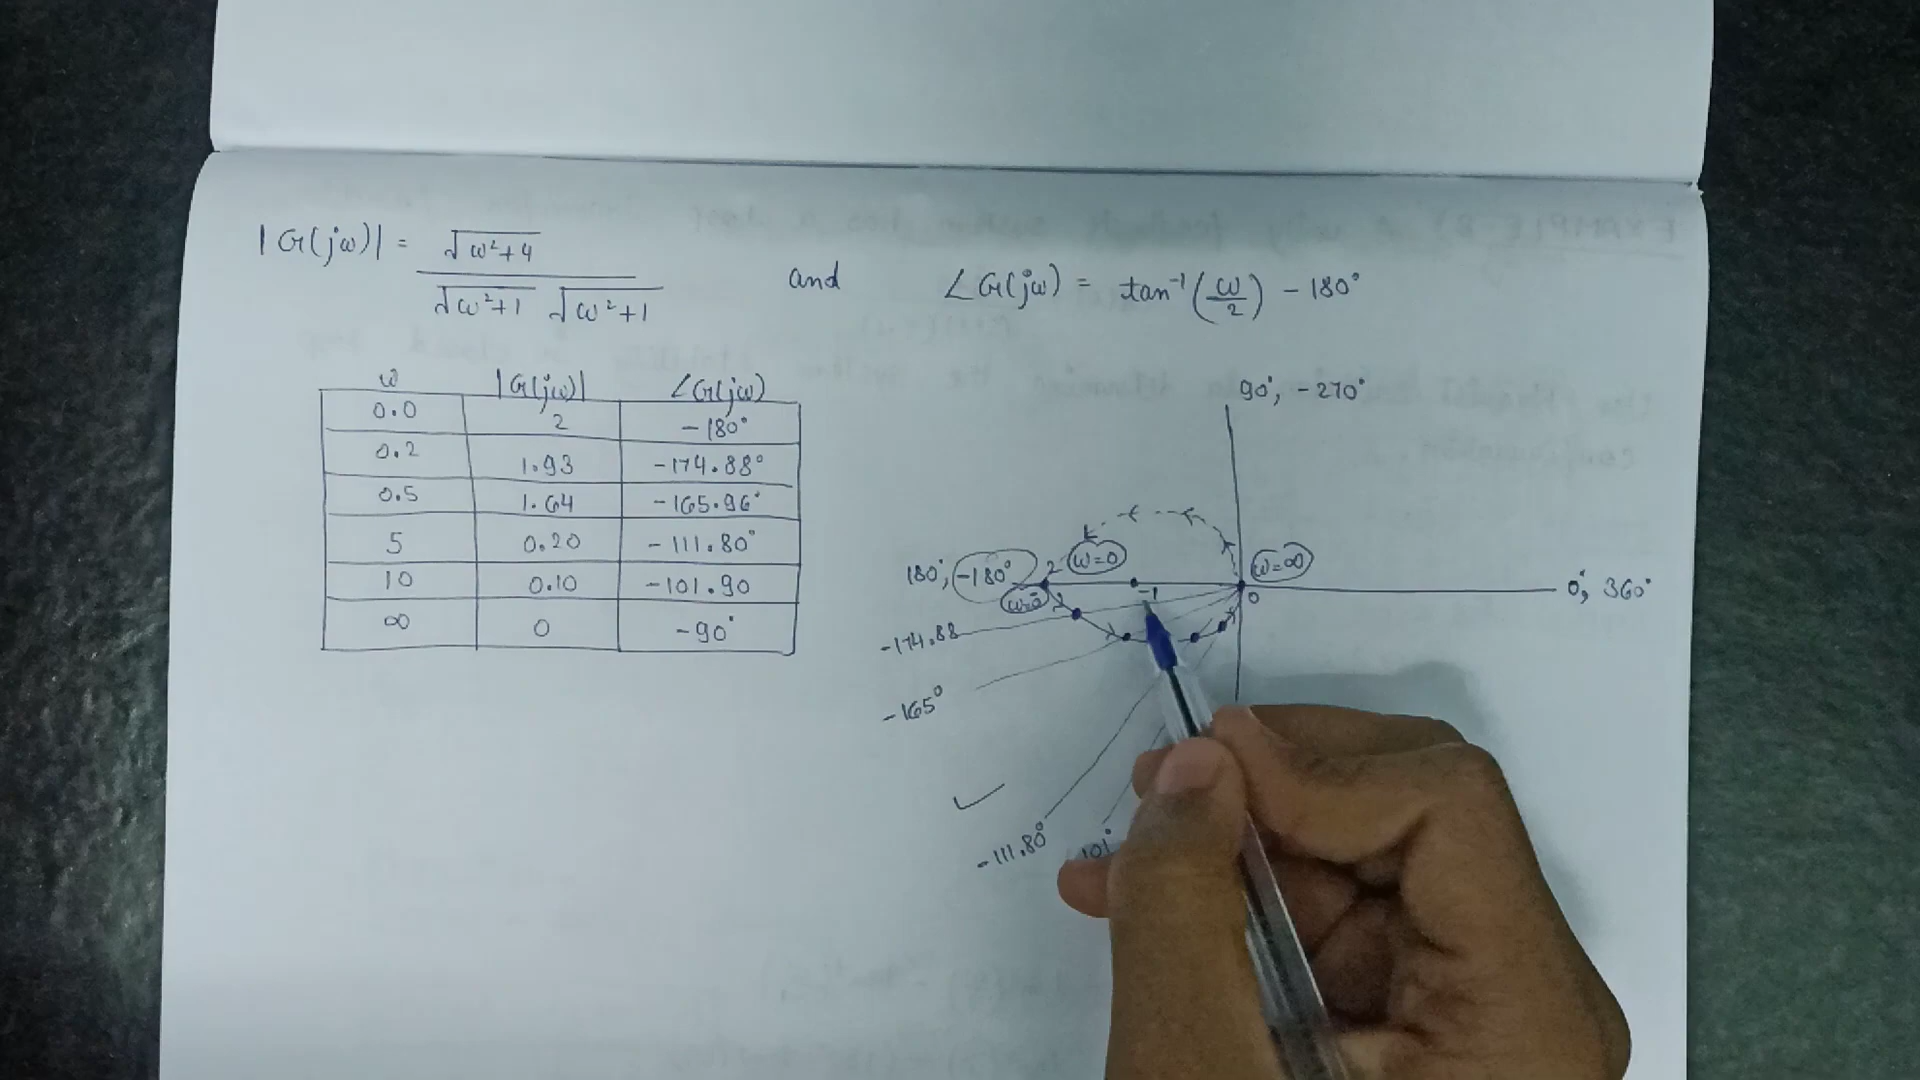 |G(jω)| = √ω²+4 / √ω²+1 √ω²+1 and ∠G(jω) = tan⁻¹(ω/2) - 180°
ω |G(jω)| ∠G(jω)
0.0 2 -180°
0.2 1.93 -174.88°
0.5 1.64 -165.96°
5 0.20 -111.80°
10 0.10 -101.90
∞ 0 -90°
90°, -270°
180°, -180° 2 ω=0 ω=∞
-1 0 0°, 360°
ω=0
-174.88
-165°
-111.80° 101°